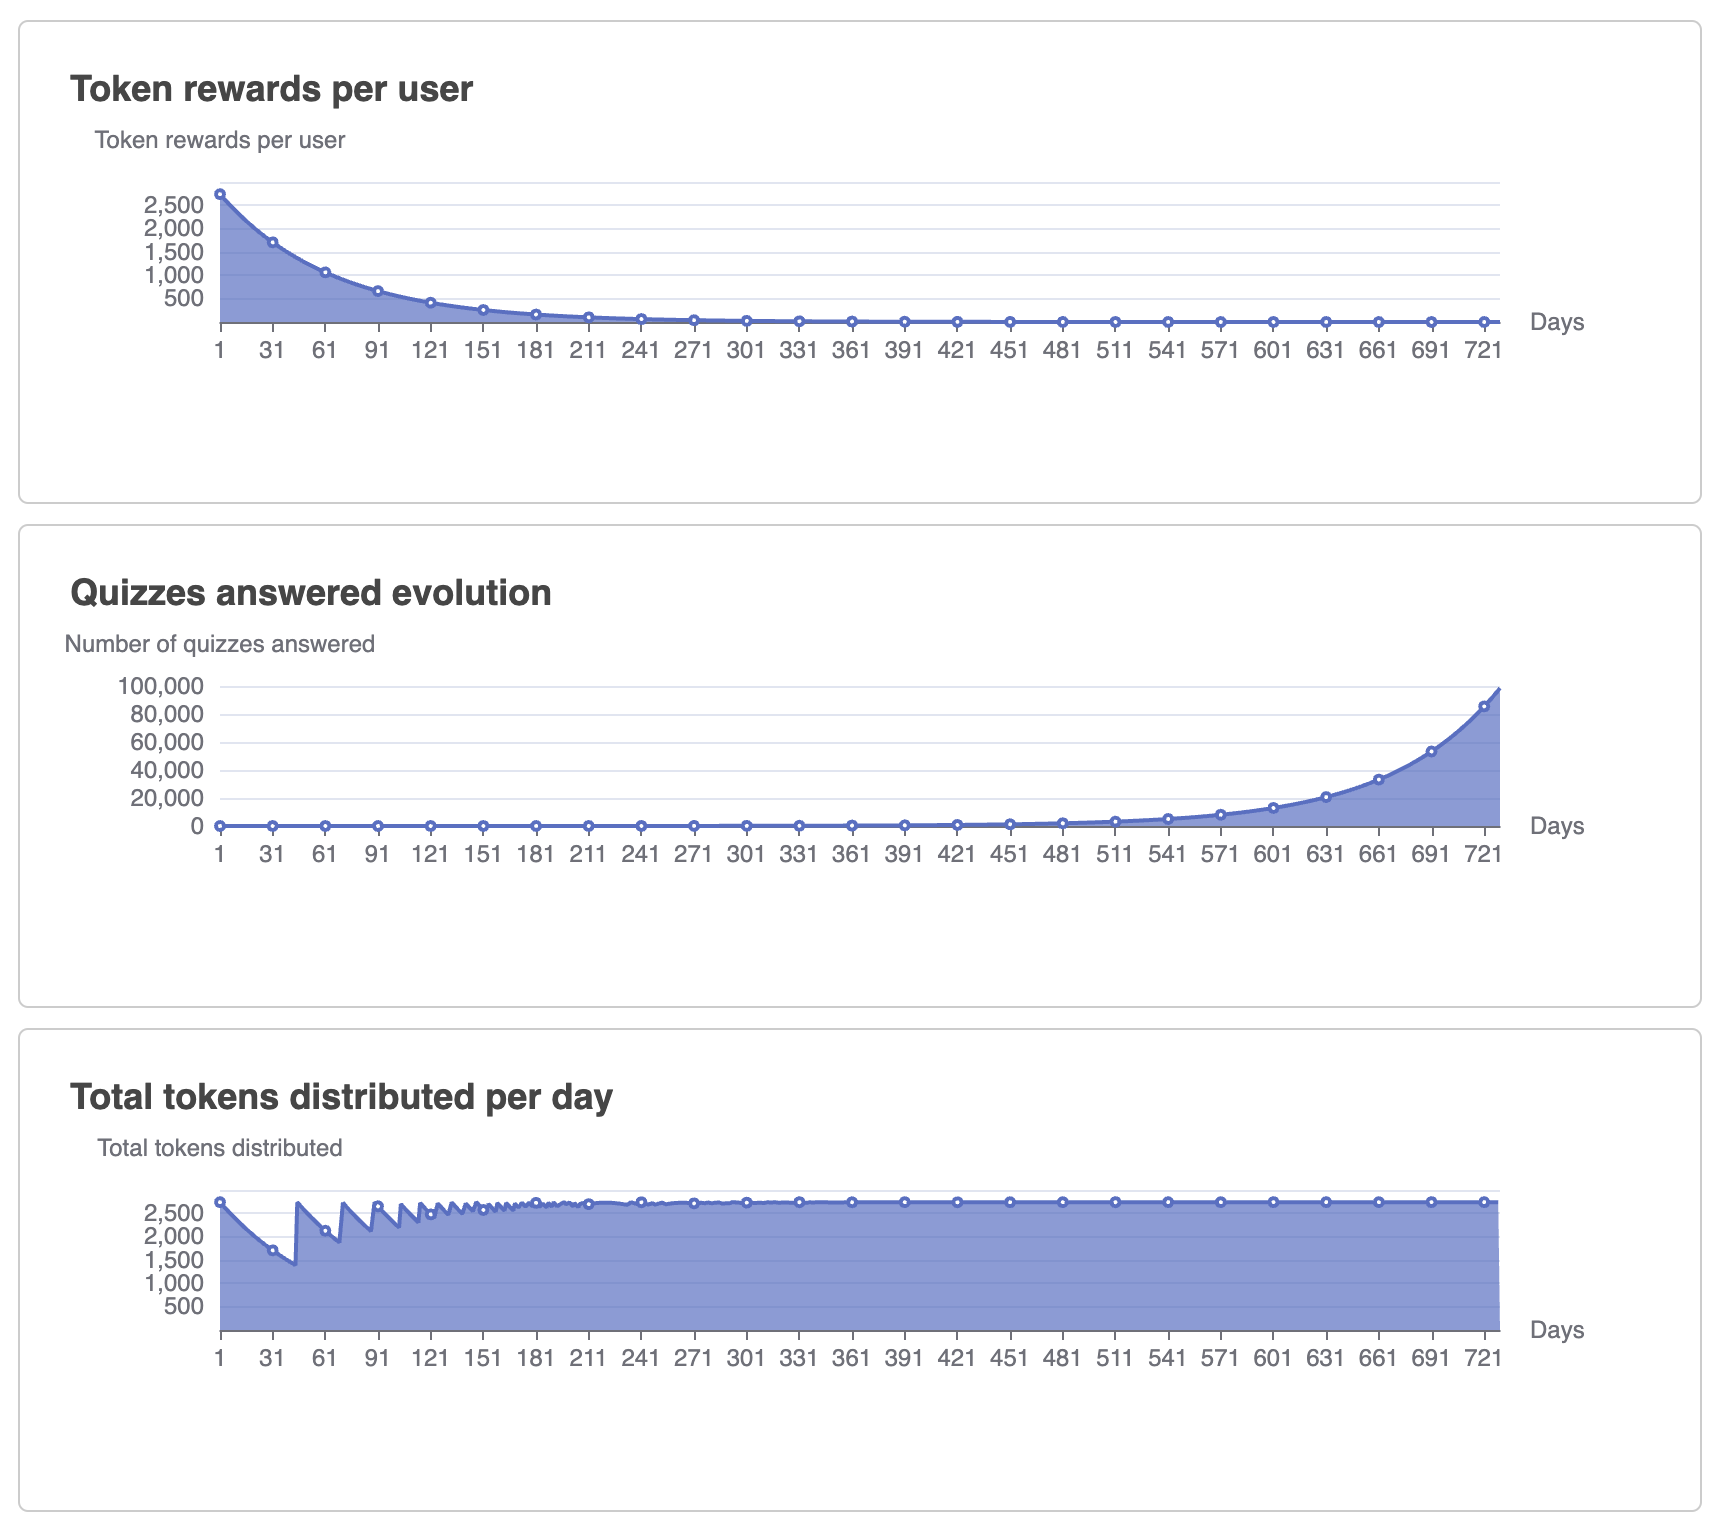 Token rewards per user
Token rewards per user
2,500
2,000
1,500
1,000
500
Days
1 31 61 91 121 151 181 211 241 271 301 331 361 391 421 451 481 511 541 571 601 631 661 691 721
Quizzes answered evolution
Number of quizzes answered
100,000
80,000
60,000
40,000
20,000
0
Days
1 31 61 91 121 151 181 211 241 271 301 331 361 391 421 451 481 511 541 571 601 631 661 691 721
Total tokens distributed per day
Total tokens distributed
2,500
2,000
1,500
1,000
500
Days
1 31 61 91 121 151 181 211 241 271 301 331 361 391 421 451 481 511 541 571 601 631 661 691 721